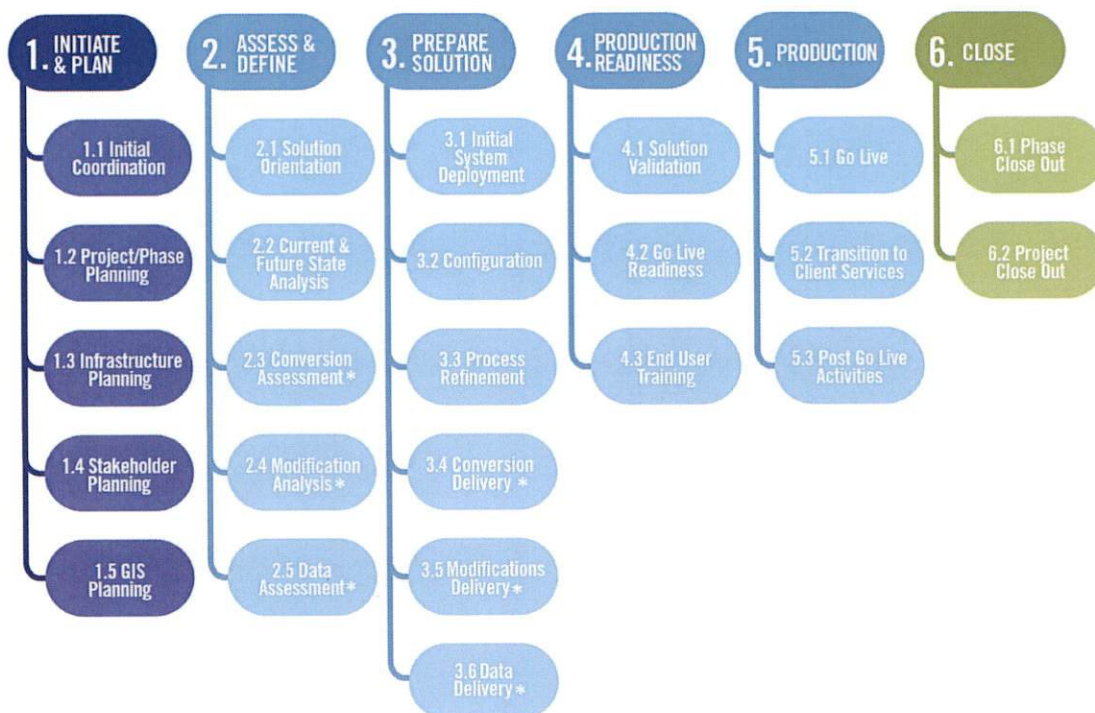 1. INITIATE
& PLAN
1.1 Initial
Coordination
1.2 Project/Phase
Planning
1.3 Infrastructure
Planning
1.4 Stakeholder
Planning
1.5 GIS
Planning
2. ASSESS &
DEFINE
2.1 Solution
Orientation
2.2 Current &
Future State
Analysis
2.3 Conversion
Assessment*
2.4 Modification
Analysis*
2.5 Data
Assessment*
3. PREPARE
SOLUTION
3.1 Initial
System
Deployment
3.2 Configuration
3.3 Process
Refinement
3.4 Conversion
Delivery *
3.5 Modifications
Delivery*
3.6 Data
Delivery*
4. PRODUCTION
READINESS
4.1 Solution
Validation
4.2 Go Live
Readiness
4.3 End User
Training
5. PRODUCTION
5.1 Go Live
5.2 Transition to
Client Services
5.3 Post Go Live
Activities
6. CLOSE
6.1 Phase
Close Out
6.2 Project
Close Out